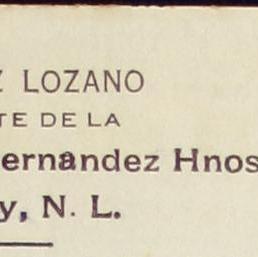 Z LOZANO
TE DE LA
ernandez Hnos
y, N. L.